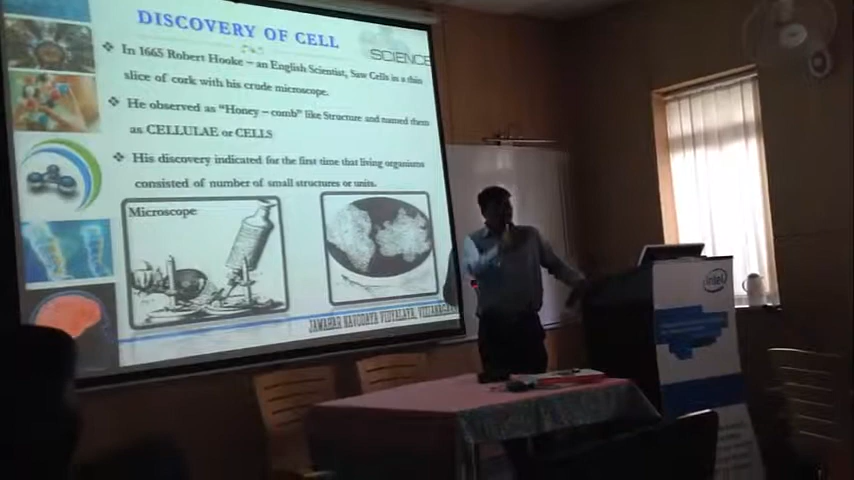 DISCOVERY OF CELL
SCIENCE
In 1665 Robert Hooke – an English Scientist, Saw Cells in a thin
slice of cork with his crude microscope.
He observed as "Honey – comb" like Structure and named them
as CELLULAE or CELLS
His discovery indicated for the first time that living organisms
consisted of number of small structures or units.
Microscope
JAWAHAR NAVODAYA VIDYALAYA,
intel